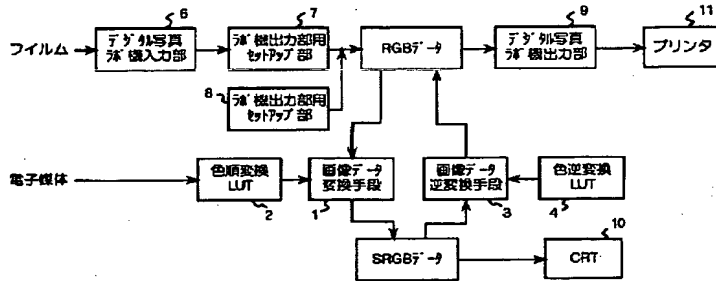 6
7
9
11
フイルム
デジタル写真
ラボ機入力部
ラボ機出力部用
セットアップ部
RGBデータ
デジタル写真
ラボ機出力部
プリンタ
8
ラボ機出力部用
セットアップ部
電子媒体
色順変換
LUT
画像データ
変換手段
画像データ
逆変換手段
色逆変換
LUT
2
1
3
4
10
SRGBデータ
CRT